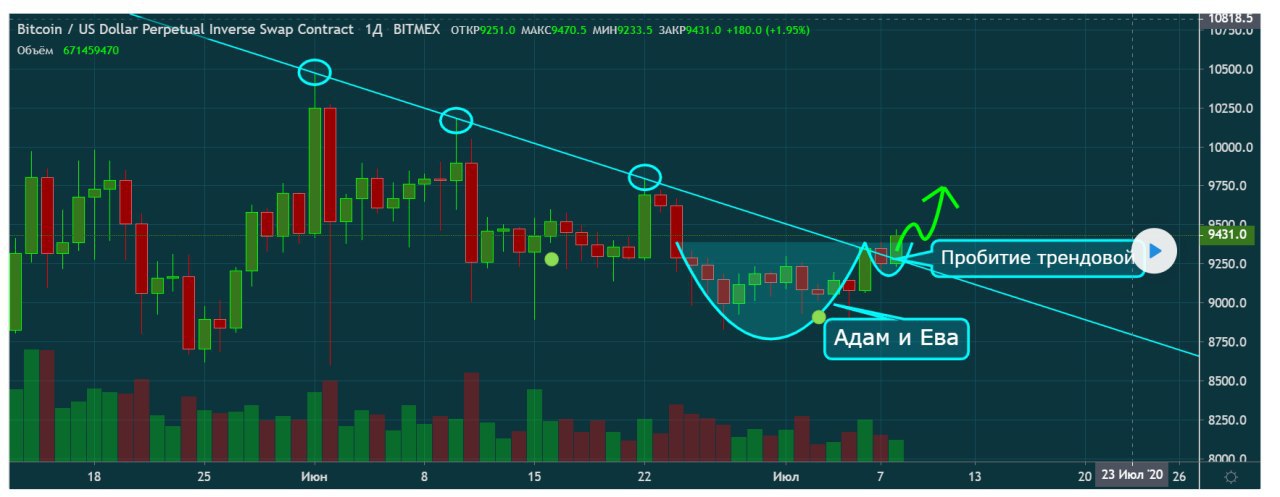 Bitcoin / US Dollar Perpetual Inverse Swap Contract 1Д BITMEX ОТКР9251.0 МАКС9470.5 МИН9233.5 ЗАКР9431.0 +180.0 (+1.95%)
Объём 671459470
10818.5
10750.0
10500.0
10250.0
10000.0
9750.0
9500.0
9431.0
9250.0
9000.0
8750.0
8500.0
8250.0
8000.0
Пробитие трендовой
Адам и Ева
18 25 Июн 8 15 22 Июл 7 13 20 23 Июл '20 26